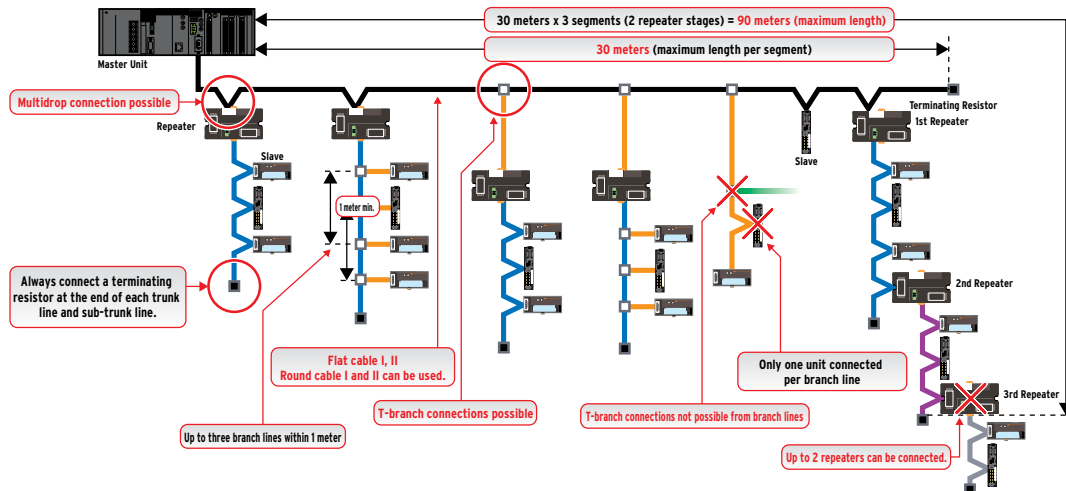 30 meters x 3 segments (2 repeater stages) = 90 meters (maximum length)
30 meters (maximum length per segment)
Master Unit
Multidrop connection possible
Repeater
Terminating Resistor
1st Repeater
Slave
Slave
1 meter min.
Always connect a terminating
resistor at the end of each trunk
line and sub-trunk line.
2nd Repeater
Flat cable I, II
Round cable I and II can be used.
Only one unit connected
per branch line
3rd Repeater
T-branch connections possible
T-branch connections not possible from branch lines
Up to three branch lines within 1 meter
Up to 2 repeaters can be connected.